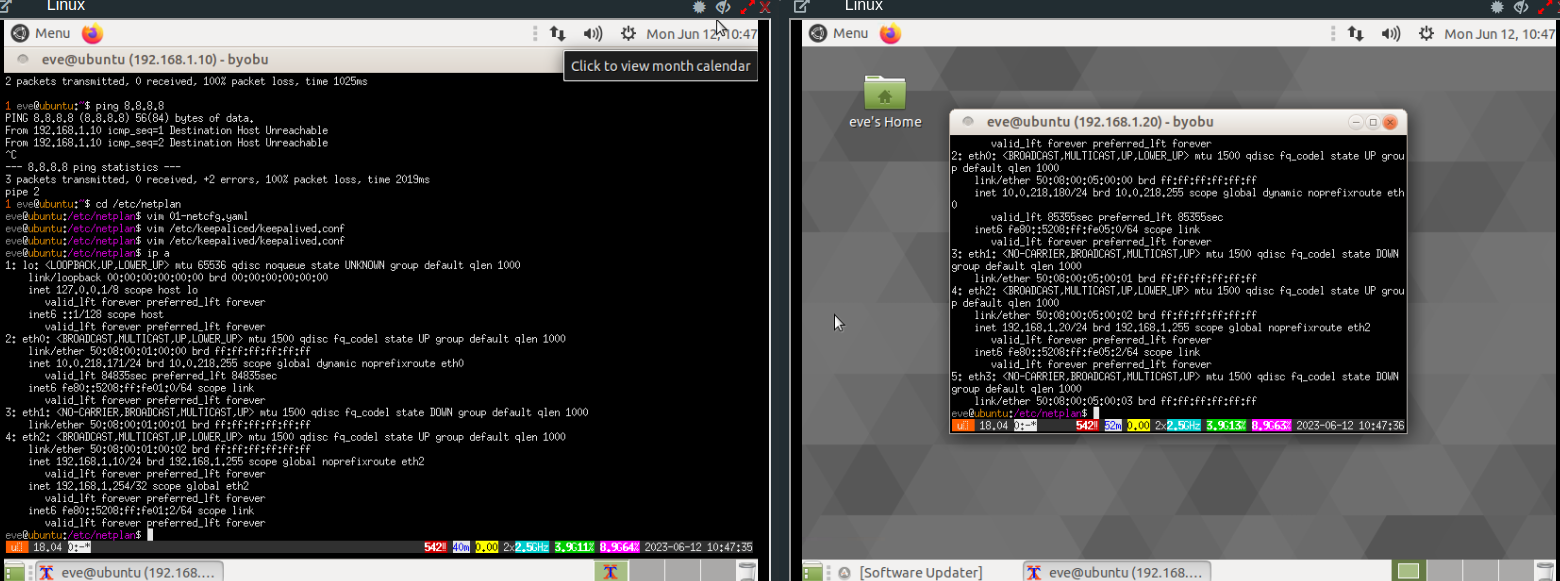 Linux
Menu
Mon Jun 12, 10:47
eve@ubuntu (192.168.1.10) - byobu
Click to view month calendar
2 packets transmitted, 0 received, 100% packet loss, time 1025ms
1 eve@ubuntu:~$ ping 8.8.8.8
PING 8.8.8.8 (8.8.8.8) 56(84) bytes of data.
From 192.168.1.10 icmp_seq=1 Destination Host Unreachable
From 192.168.1.10 icmp_seq=2 Destination Host Unreachable
^C
--- 8.8.8.8 ping statistics ---
3 packets transmitted, 0 received, +2 errors, 100% packet loss, time 2019ms
pipe 2
1 eve@ubuntu:~$ cd /etc/netplan
eve@ubuntu:/etc/netplan$ vim 01-netcfg.yaml
eve@ubuntu:/etc/netplan$ vim /etc/keepaliced/keepalived.conf
eve@ubuntu:/etc/netplan$ vim /etc/keepalived/keepalived.conf
eve@ubuntu:/etc/netplan$ ip a
1: lo: <LOOPBACK,UP,LOWER_UP> mtu 65536 qdisc noqueue state UNKNOWN group default qlen 1000
link/loopback 00:00:00:00:00:00 brd 00:00:00:00:00:00
inet 127.0.0.1/8 scope host lo
valid_lft forever preferred_lft forever
inet6 ::1/128 scope host
valid_lft forever preferred_lft forever
2: eth0: <BROADCAST,MULTICAST,UP,LOWER_UP> mtu 1500 qdisc fq_codel state UP group default qlen 1000
link/ether 50:08:00:01:00:00 brd ff:ff:ff:ff:ff:ff
inet 10.0.218.171/24 brd 10.0.218.255 scope global dynamic noprefixroute eth0
valid_lft 84835sec preferred_lft 84835sec
inet6 fe80::5208:ff:fe01:0/64 scope link
valid_lft forever preferred_lft forever
3: eth1: <NO-CARRIER,BROADCAST,MULTICAST,UP> mtu 1500 qdisc fq_codel state DOWN group default qlen 1000
link/ether 50:08:00:01:00:01 brd ff:ff:ff:ff:ff:ff
4: eth2: <BROADCAST,MULTICAST,UP,LOWER_UP> mtu 1500 qdisc fq_codel state UP group default qlen 1000
link/ether 50:08:00:01:00:02 brd ff:ff:ff:ff:ff:ff
inet 192.168.1.10/24 brd 192.168.1.255 scope global noprefixroute eth2
valid_lft forever preferred_lft forever
inet 192.168.1.254/32 scope global eth2
valid_lft forever preferred_lft forever
inet6 fe80::5208:ff:fe01:2/64 scope link
valid_lft forever preferred_lft forever
eve@ubuntu:/etc/netplan$
18.04 0:-* 542!! 40m 0.00 2x2.5GHz 3.9G11% 8.9G64% 2023-06-12 10:47:35
eve@ubuntu (192.168....
Linux
Menu
Mon Jun 12, 10:47
eve's Home
eve@ubuntu (192.168.1.20) - byobu
valid_lft forever preferred_lft forever
2: eth0: <BROADCAST,MULTICAST,UP,LOWER_UP> mtu 1500 qdisc fq_codel state UP grou
p default qlen 1000
link/ether 50:08:00:05:00:00 brd ff:ff:ff:ff:ff:ff
inet 10.0.218.180/24 brd 10.0.218.255 scope global dynamic noprefixroute eth
0
valid_lft 85355sec preferred_lft 85355sec
inet6 fe80::5208:ff:fe05:0/64 scope link
valid_lft forever preferred_lft forever
3: eth1: <NO-CARRIER,BROADCAST,MULTICAST,UP> mtu 1500 qdisc fq_codel state DOWN
group default qlen 1000
link/ether 50:08:00:05:00:01 brd ff:ff:ff:ff:ff:ff
4: eth2: <BROADCAST,MULTICAST,UP,LOWER_UP> mtu 1500 qdisc fq_codel state UP grou
p default qlen 1000
link/ether 50:08:00:05:00:02 brd ff:ff:ff:ff:ff:ff
inet 192.168.1.20/24 brd 192.168.1.255 scope global noprefixroute eth2
valid_lft forever preferred_lft forever
inet6 fe80::5208:ff:fe05:2/64 scope link
valid_lft forever preferred_lft forever
5: eth3: <NO-CARRIER,BROADCAST,MULTICAST,UP> mtu 1500 qdisc fq_codel state DOWN
group default qlen 1000
link/ether 50:08:00:05:00:03 brd ff:ff:ff:ff:ff:ff
eve@ubuntu:/etc/netplan$
18.04 0:-* 542!! 52m 0.00 2x2.5GHz 3.9G13% 8.9G63% 2023-06-12 10:47:36
[Software Updater]
eve@ubuntu (192.168....